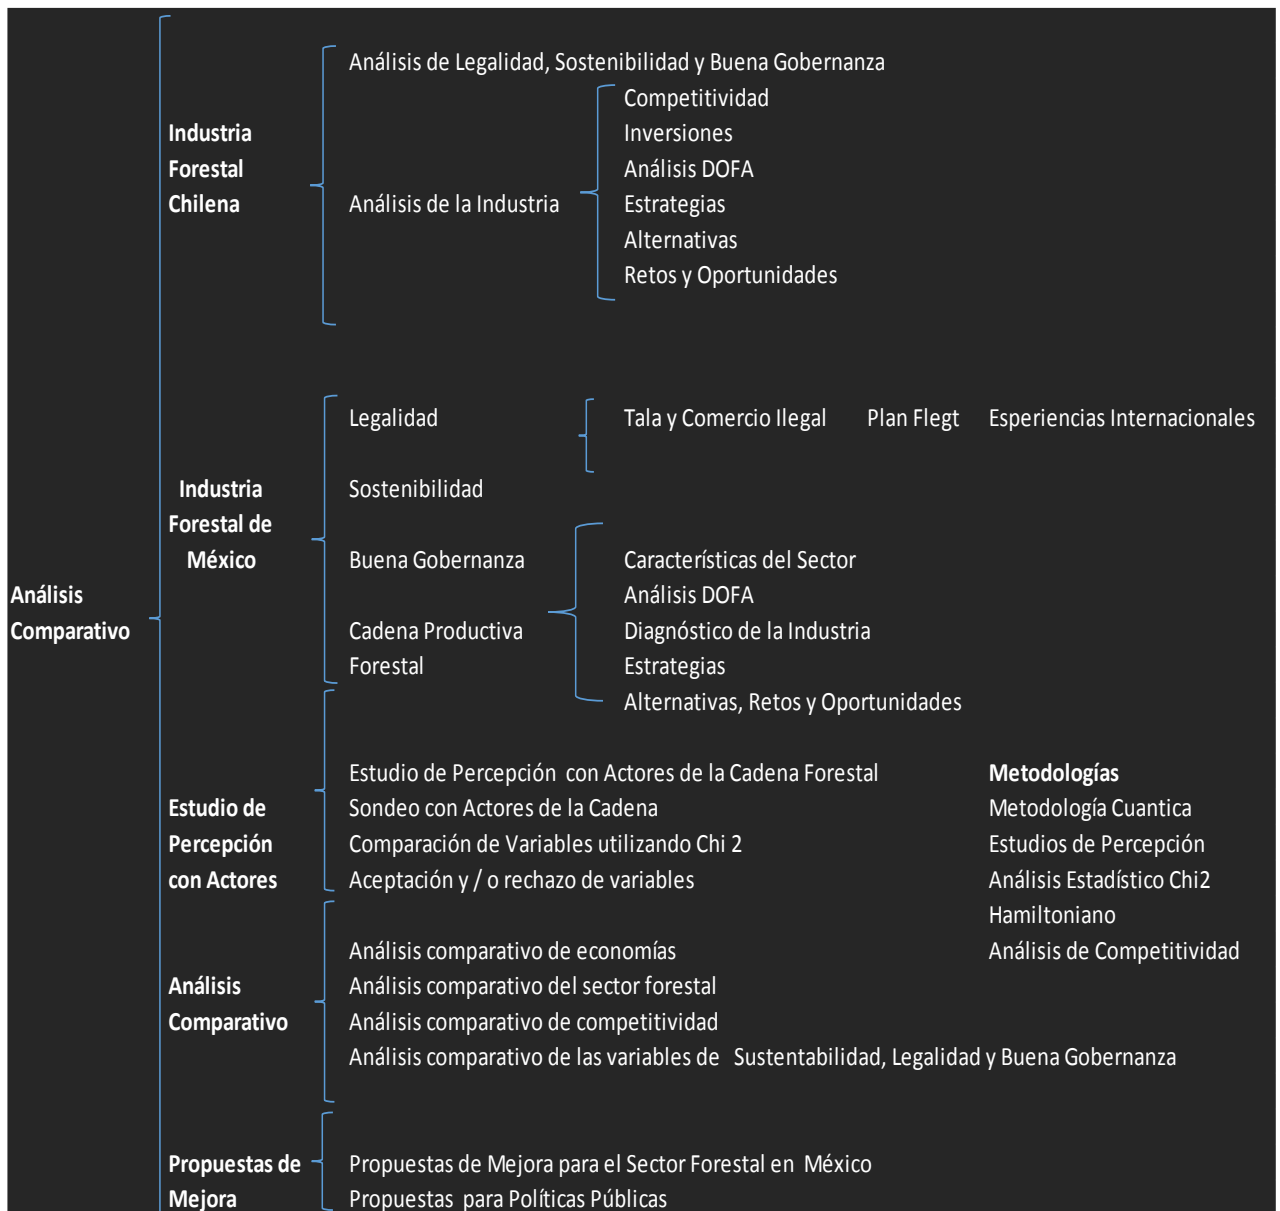 Análisis de Legalidad, Sostenibilidad y Buena Gobernanza
Competitividad
Industria Inversiones
Forestal Análisis DOFA
Chilena Análisis de la Industria Estrategias
Alternativas
Retos y Oportunidades
Legalidad Tala y Comercio Ilegal Plan Flegt Esperiencias Internacionales
Industria Sostenibilidad
Forestal de
México Buena Gobernanza Características del Sector
Análisis Análisis DOFA
Comparativo Cadena Productiva Diagnóstico de la Industria
Forestal Estrategias
Alternativas, Retos y Oportunidades
Estudio de Percepción con Actores de la Cadena Forestal Metodologías
Estudio de Sondeo con Actores de la Cadena Metodología Cuantica
Percepción Comparación de Variables utilizando Chi 2 Estudios de Percepción
con Actores Aceptación y / o rechazo de variables Análisis Estadístico Chi2
Hamiltoniano
Análisis comparativo de economías Análisis de Competitividad
Análisis Análisis comparativo del sector forestal
Comparativo Análisis comparativo de competitividad
Análisis comparativo de las variables de Sustentabilidad, Legalidad y Buena Gobernanza
Propuestas de Propuestas de Mejora para el Sector Forestal en México
Mejora Propuestas para Políticas Públicas